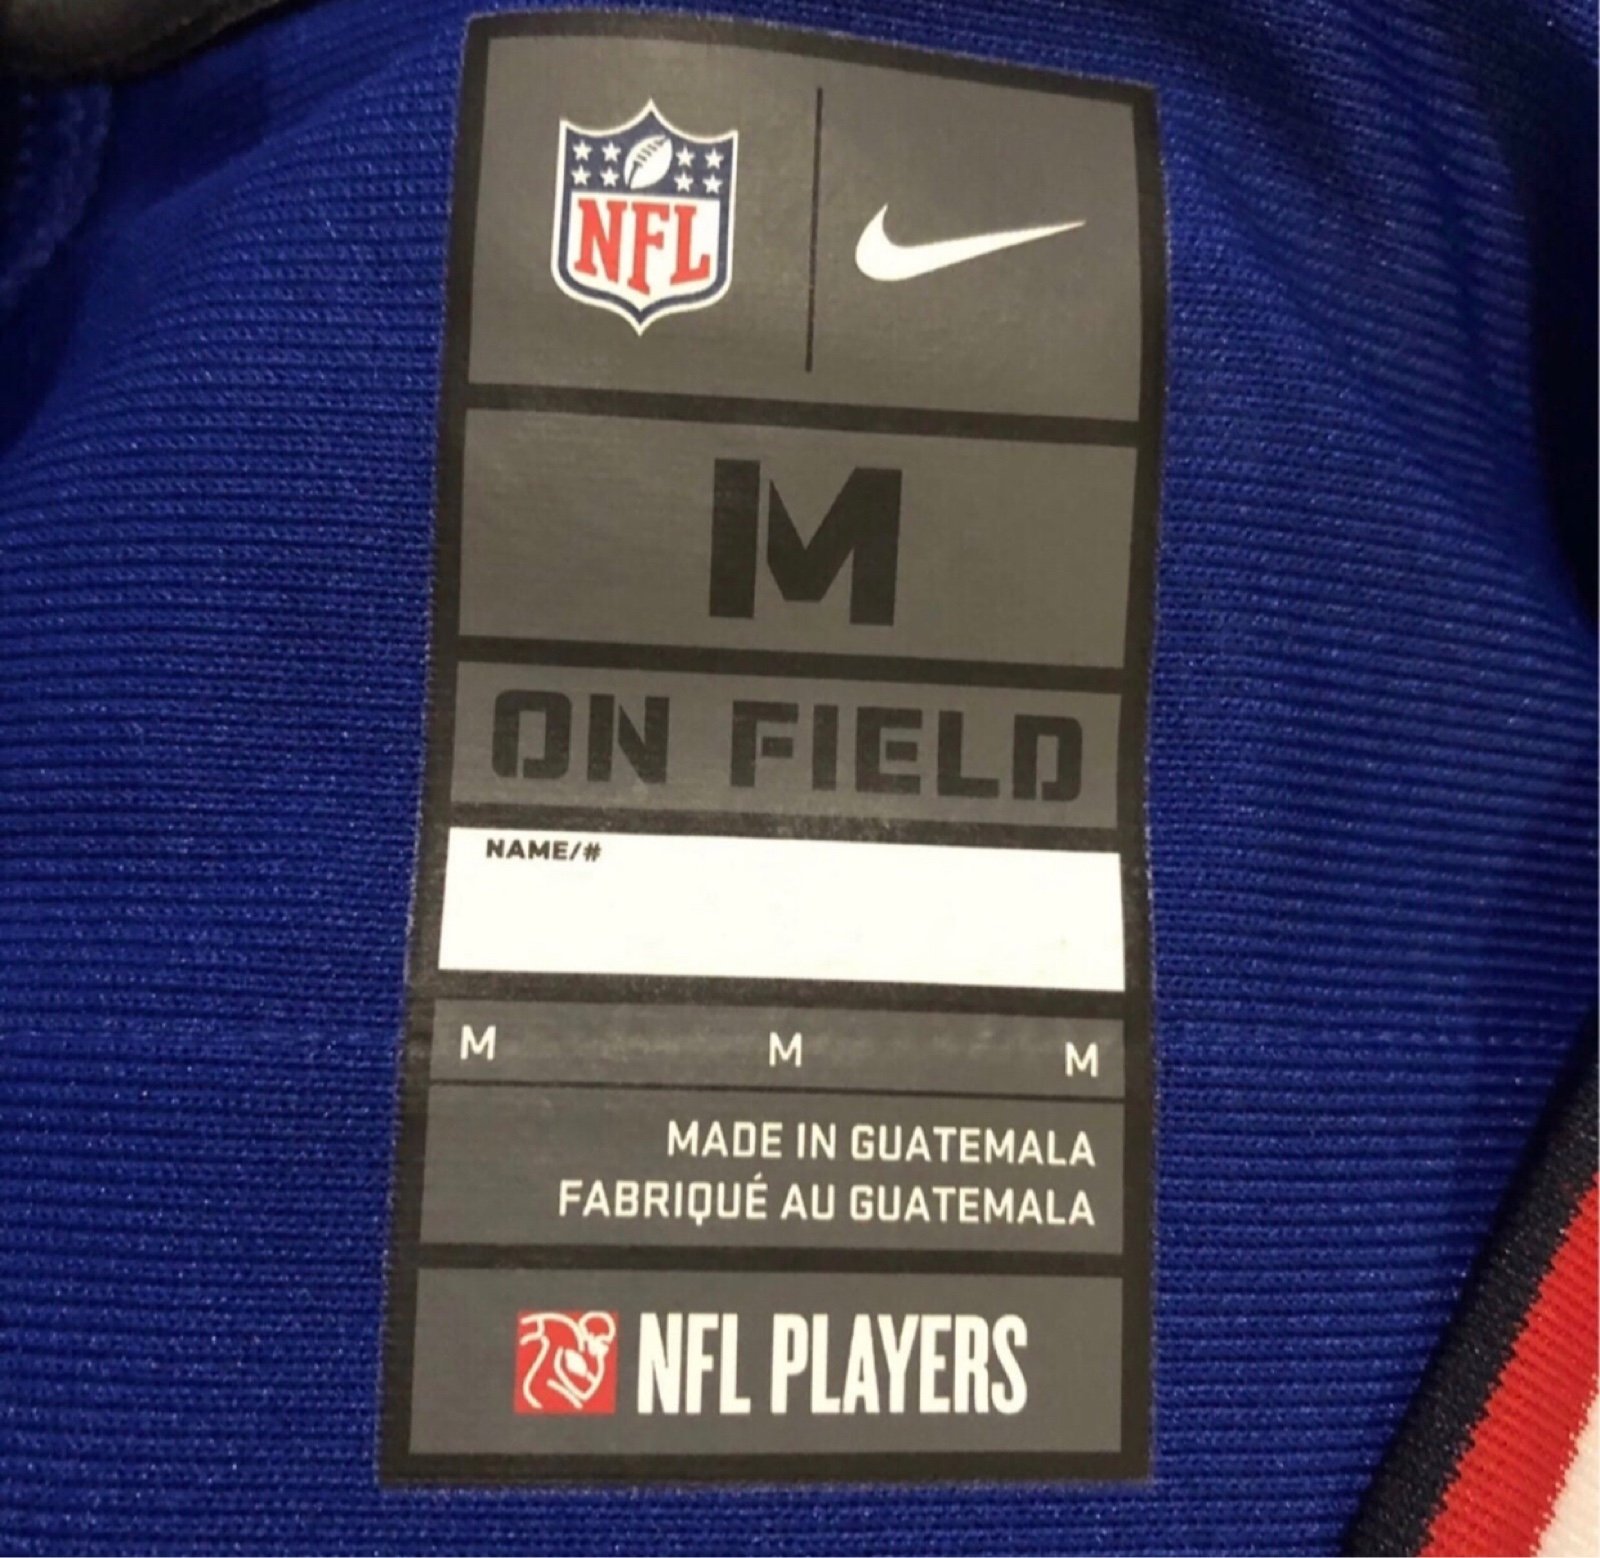 NFL
M
ON FIELD
NAME/#
M M M
MADE IN GUATEMALA
FABRIQUÉ AU GUATEMALA
NFL PLAYERS